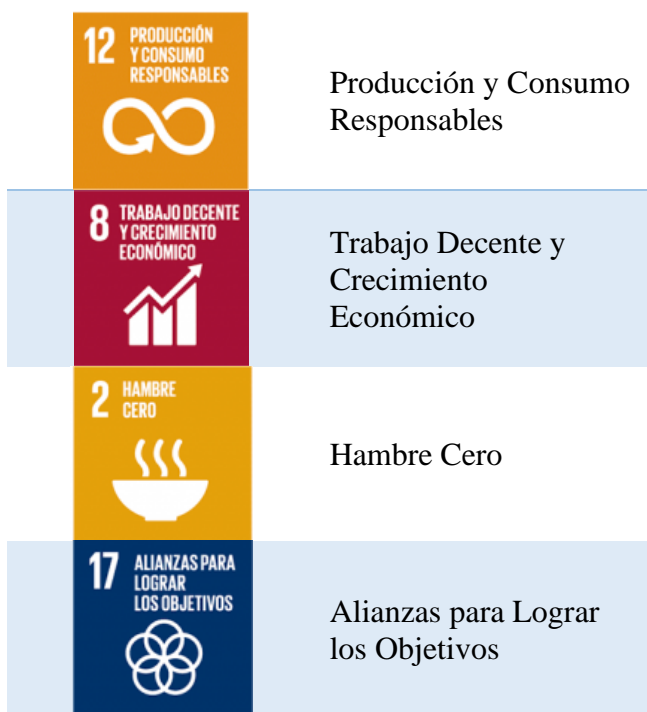 12 PRODUCCIÓN
Y CONSUMO
RESPONSABLES
Producción y Consumo
Responsables
8 TRABAJO DECENTE
Y CRECIMIENTO
ECONÓMICO
Trabajo Decente y
Crecimiento
Económico
2 HAMBRE
CERO
Hambre Cero
17 ALIANZAS PARA
LOGRAR
LOS OBJETIVOS
Alianzas para Lograr
los Objetivos